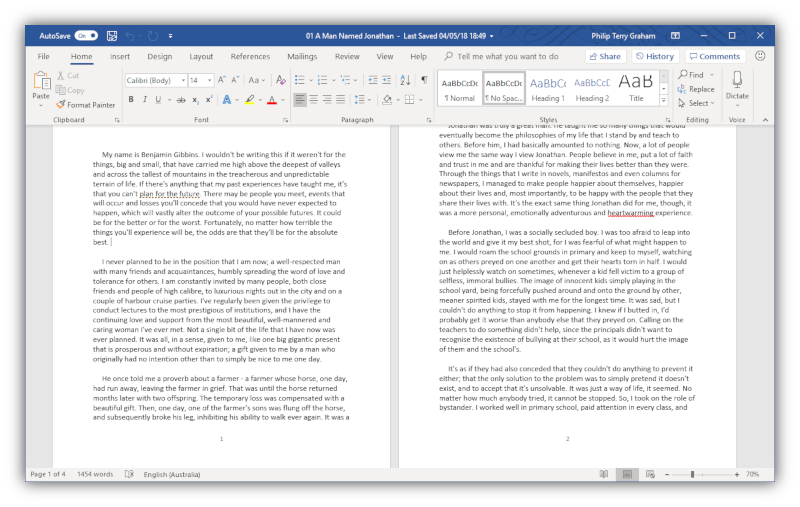 AutoSave On 01 A Man Named Jonathan - Last Saved 04/05/18 18:49 Philip Terry Graham
File Home Insert Design Layout References Mailings Review View Help Tell me what you want to do Share History Comments
Paste Cut Copy Format Painter Clipboard
Calibri (Body) 14 Aa B I U ab x₂ x² A Font
Paragraph
AaBbCcDc AaBbCcDc AaBbCc AaBbCcC AaB
¶ Normal ¶ No Spac... Heading 1 Heading 2 Title Styles
Find Replace Select Editing
Dictate Voice
My name is Benjamin Gibbins. I wouldn't be writing this if it weren't for the
things, big and small, that have carried me high above the deepest of valleys
and across the tallest of mountains in the treacherous and unpredictable
terrain of life. If there's anything that my past experiences have taught me, it's
that you can't plan for the future. There may be people you meet, events that
will occur and losses you'll concede that you would have never expected to
happen, which will vastly alter the outcome of your possible futures. It could
be for the better or for the worst. Fortunately, no matter how terrible the
things you'll experience will be, the odds are that they'll be for the absolute
best.
I never planned to be in the position that I am now; a well-respected man
with many friends and acquaintances, humbly spreading the word of love and
tolerance for others. I am constantly invited by many people, both close
friends and people of high calibre, to luxurious nights out in the city and on a
couple of harbour cruise parties. I've regularly been given the privilege to
conduct lectures to the most prestigious of institutions, and I have the
continuing love and support from the most beautiful, well-mannered and
caring woman I've ever met. Not a single bit of the life that I have now was
ever planned. It was all, in a sense, given to me, like one big gigantic present
that is prosperous and without expiration; a gift given to me by a man who
originally had no intention other than to simply be nice to me one day.
He once told me a proverb about a farmer - a farmer whose horse, one day,
had run away, leaving the farmer in grief. That was until the horse returned
months later with two offspring. The temporary loss was compensated with a
beautiful gift. Then, one day, one of the farmer's sons was flung off the horse,
and subsequently broke his leg, inhibiting his ability to walk ever again. It was a
1
Jonathan was truly a great man. He taught me so many things that would
eventually become the philosophies of my life that I stand by and teach to
others. Before him, I had basically amounted to nothing. Now, a lot of people
view me the same way I view Jonathan. People believe in me, put a lot of faith
and trust in me and are thankful for making their lives better than they were.
Through the things that I write in novels, manifestos and even columns for
newspapers, I managed to make people happier about themselves, happier
about their lives and, most importantly, to be happy with the people that they
share their lives with. It's the exact same thing Jonathan did for me, though, it
was a more personal, emotionally adventurous and heartwarming experience.
Before Jonathan, I was a socially secluded boy. I was too afraid to leap into
the world and give it my best shot, for I was fearful of what might happen to
me. I would roam the school grounds in primary and keep to myself, watching
on as others preyed on one another and get their hearts torn in half. I would
just helplessly watch on sometimes, whenever a kid fell victim to a group of
selfless, immoral bullies. The image of innocent kids simply playing in the
school yard, being forcefully pushed around and onto the ground by other,
meaner spirited kids, stayed with me for the longest time. It was sad, but I
couldn't do anything to stop it from happening. I knew if I butted in, I'd
probably get it worse than anybody else that they preyed on. Calling on the
teachers to do something didn't help, since the principals didn't want to
recognise the existence of bullying at their school, as it would hurt the image
of them and the school's.
It's as if they had also conceded that they couldn't do anything to prevent it
either; that the only solution to the problem was to simply pretend it doesn't
exist, and to accept that it's unsolvable. It was just a way of life, it seemed. No
matter how much anybody tried, it cannot be stopped. So, I took on the role of
bystander. I worked well in primary school, paid attention in every class, and
2
Page 1 of 4 1454 words English (Australia) 70%